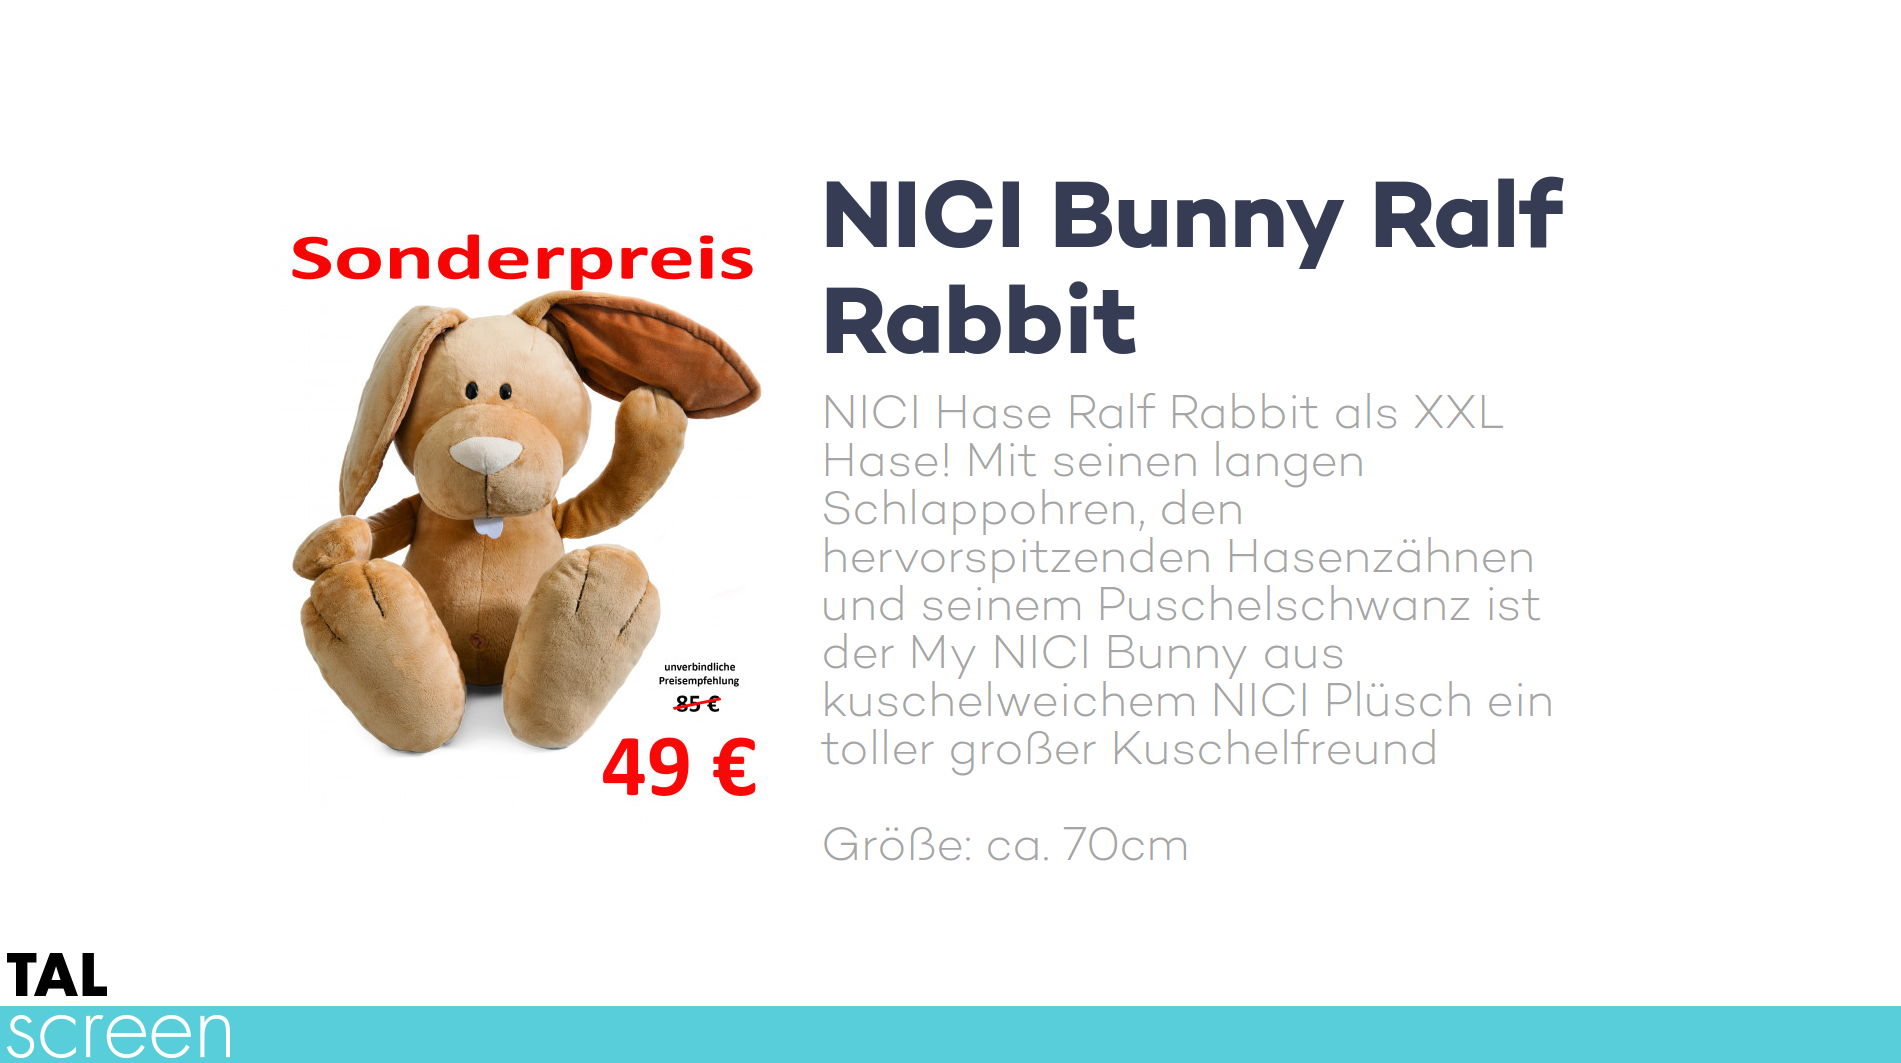 Sonderpreis
unverbindliche
Preisempfehlung
85 €
49 €
NICI Bunny Ralf
Rabbit
NICI Hase Ralf Rabbit als XXL
Hase! Mit seinen langen
Schlappohren, den
hervorspitzenden Hasenzähnen
und seinem Puschelschwanz ist
der My NICI Bunny aus
kuschelweichem NICI Plüsch ein
toller großer Kuschelfreund
Größe: ca. 70cm
TAL
screen